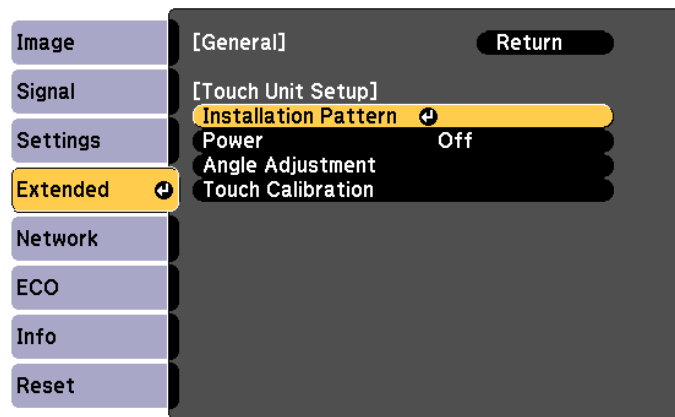 Image
Signal
Settings
Extended
Network
ECO
Info
Reset
[General] Return
[Touch Unit Setup]
Installation Pattern
Power Off
Angle Adjustment
Touch Calibration